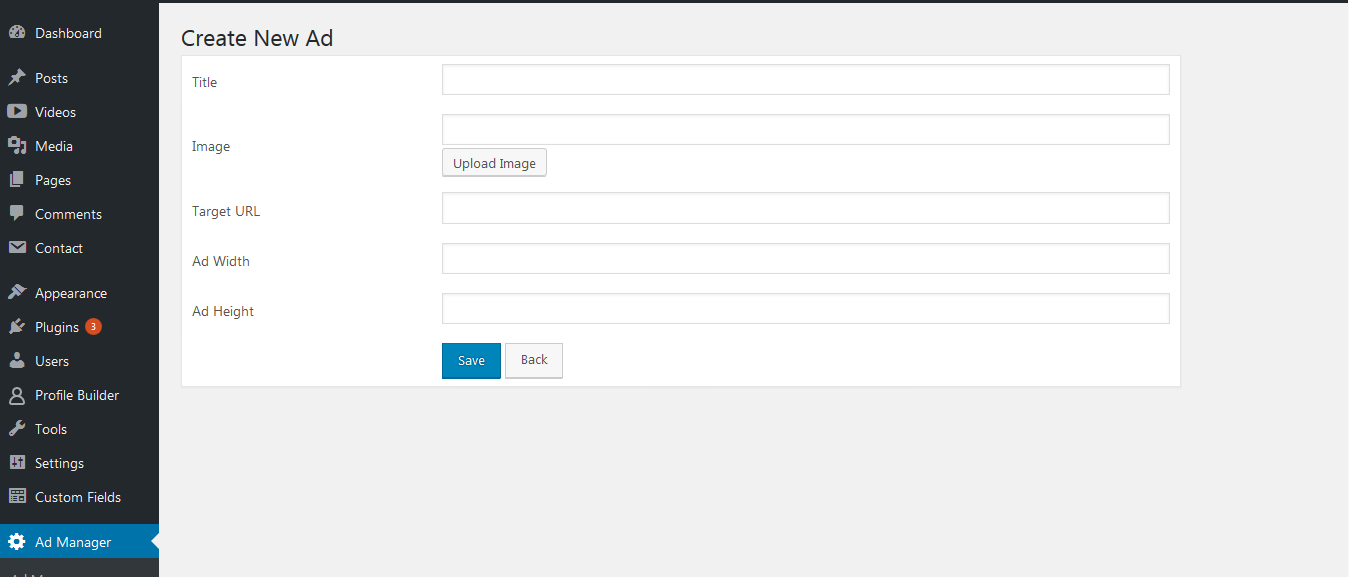 Dashboard
Posts
Videos
Media
Pages
Comments
Contact
Appearance
Plugins 3
Users
Profile Builder
Tools
Settings
Custom Fields
Ad Manager
Create New Ad
Title
Image
Upload Image
Target URL
Ad Width
Ad Height
Save Back